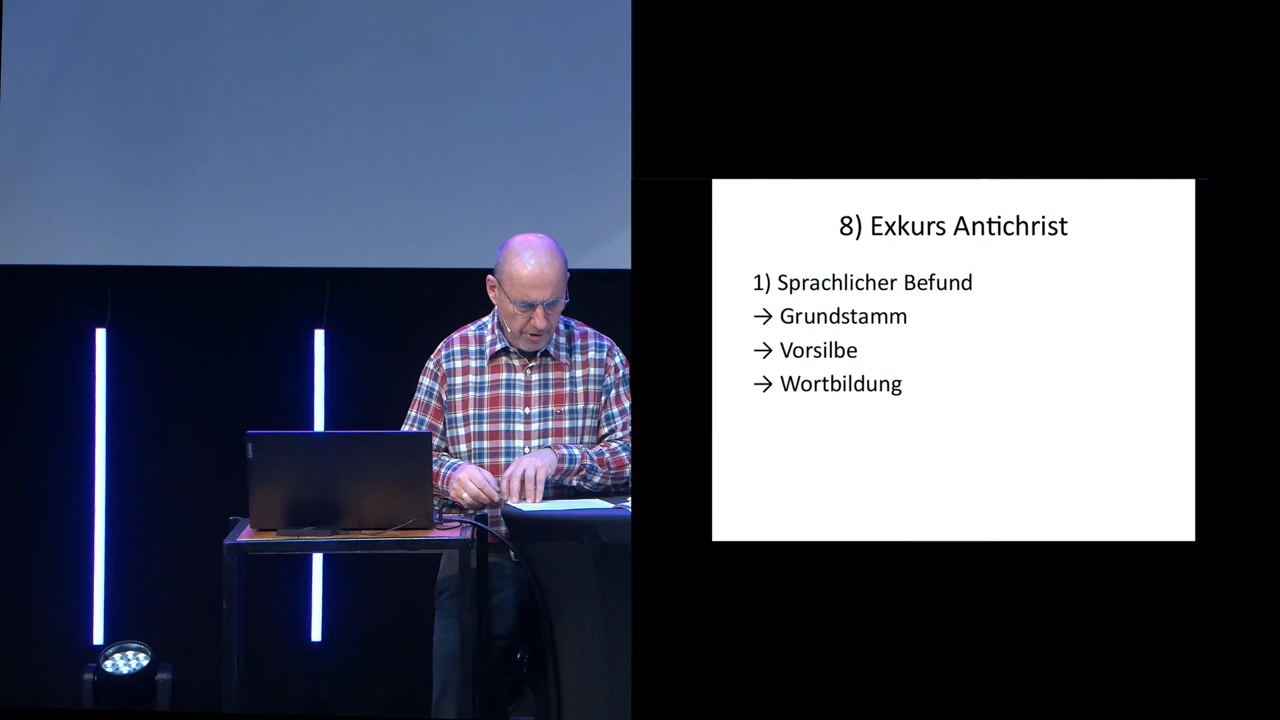 8) Exkurs Antichrist
1) Sprachlicher Befund
→ Grundstamm
→ Vorsilbe
→ Wortbildung